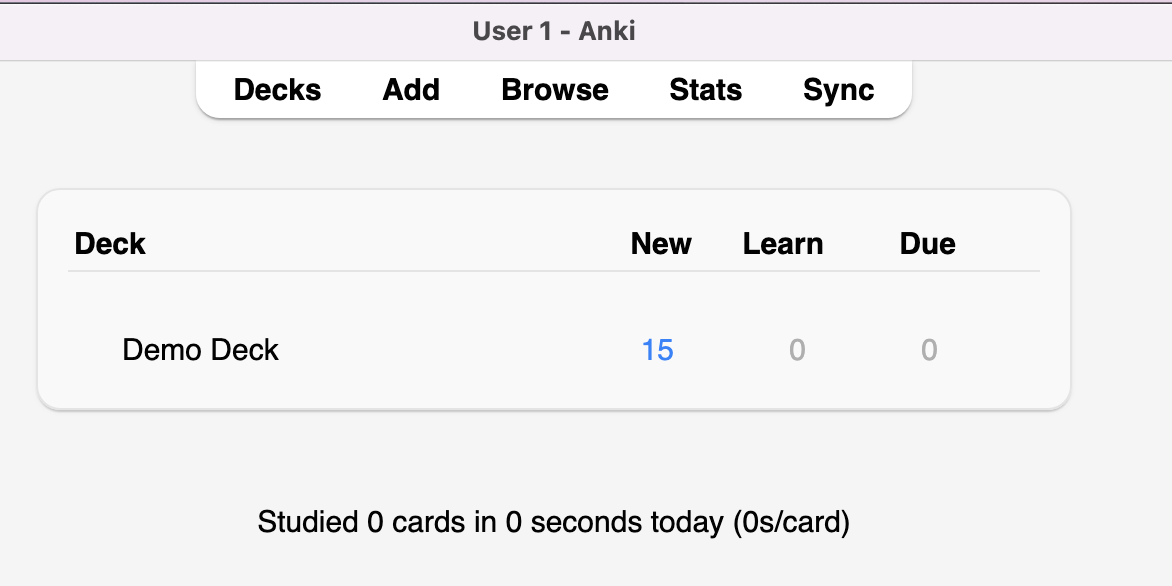 User 1 - Anki
Decks Add Browse Stats Sync
Deck New Learn Due
Demo Deck 15 0 0
Studied 0 cards in 0 seconds today (0s/card)